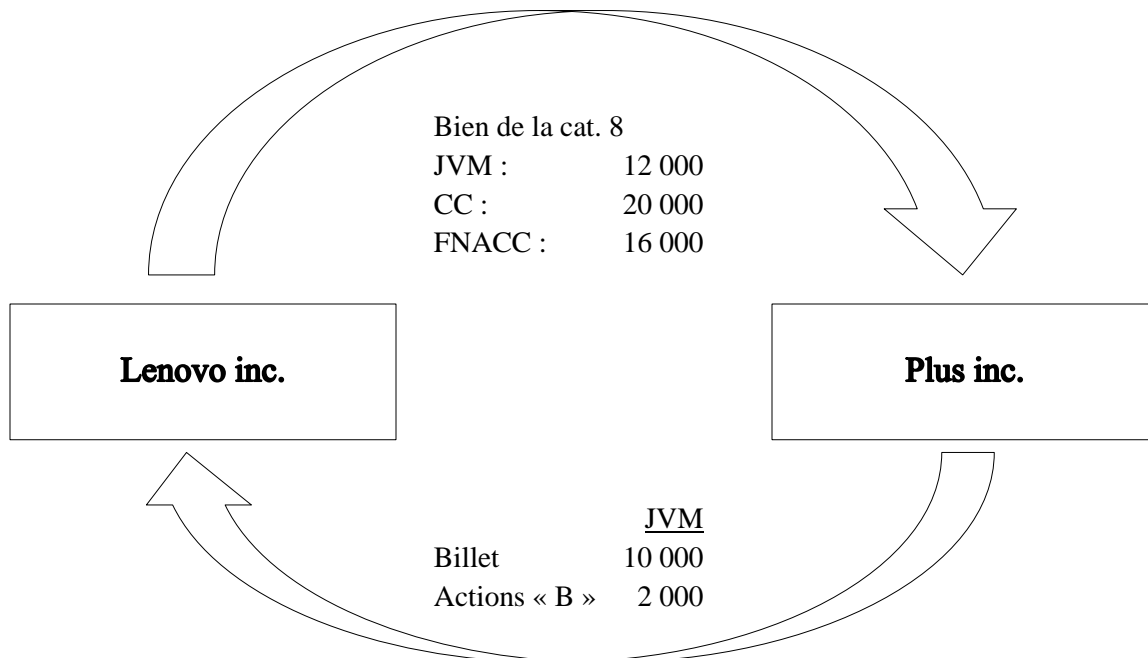 Bien de la cat. 8
JVM : 12 000
CC : 20 000
FNACC : 16 000
Lenovo inc.
Plus inc.
JVM
Billet 10 000
Actions « B » 2 000